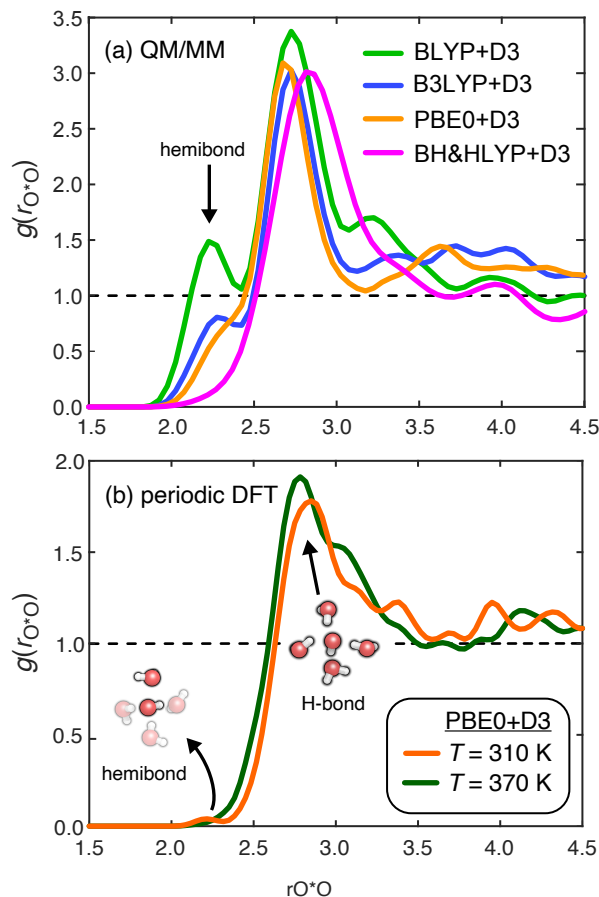 (a) QM/MM
BLYP+D3
B3LYP+D3
PBE0+D3
BH&HLYP+D3
hemibond
g(rO*O)
3.5
3.0
2.5
2.0
1.5
1.0
0.5
0.0
1.5 2.0 2.5 3.0 3.5 4.0 4.5
(b) periodic DFT
g(rO*O)
2.0
1.5
1.0
0.5
0.0
H-bond
hemibond
PBE0+D3
T = 310 K
T = 370 K
1.5 2.0 2.5 3.0 3.5 4.0 4.5
rO*O